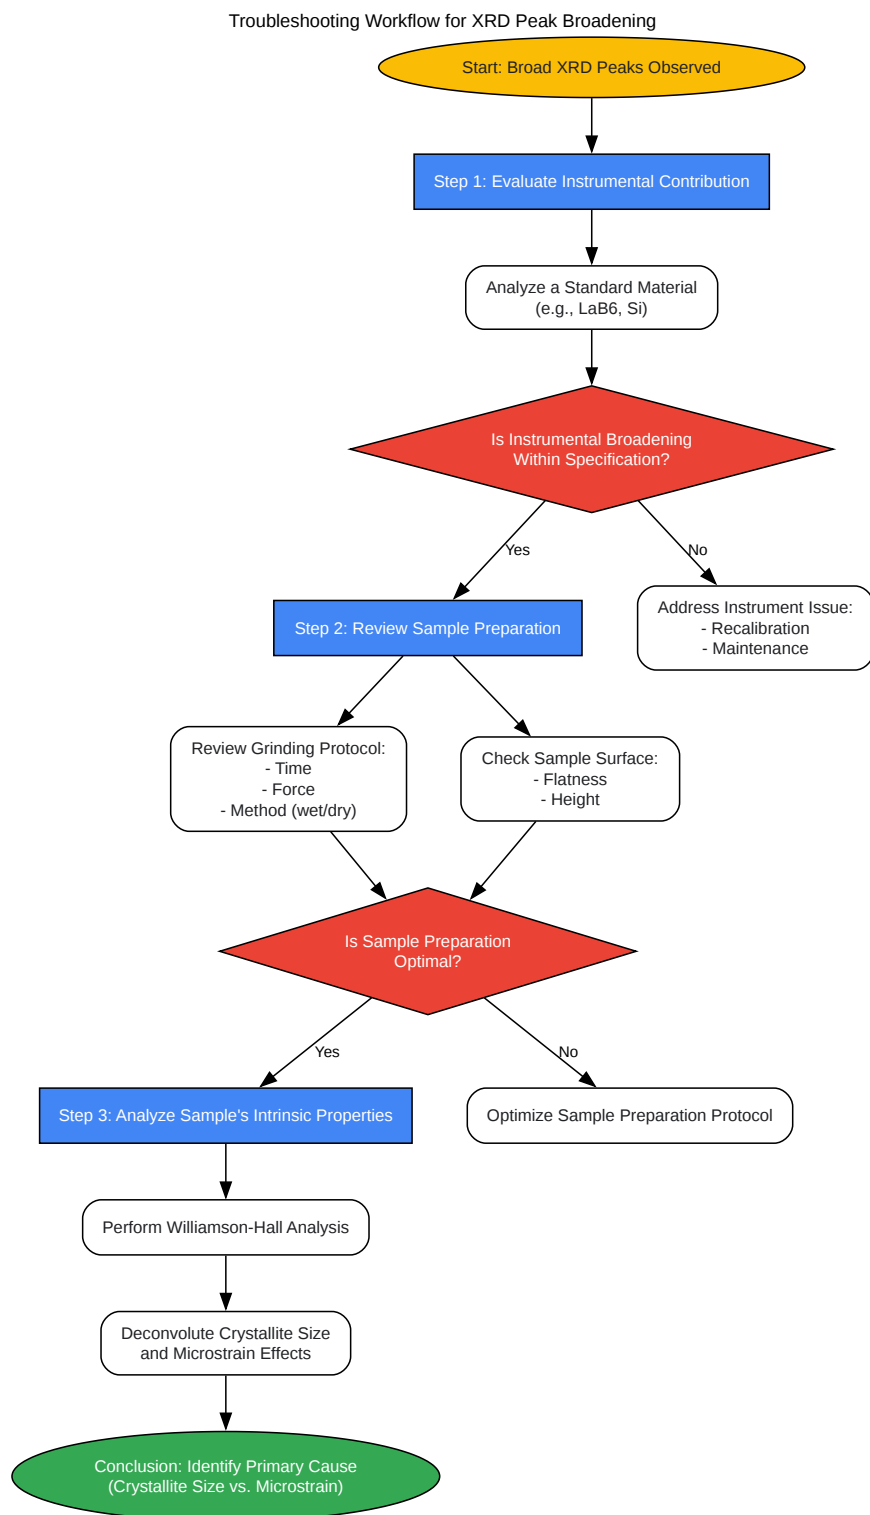 Troubleshooting Workflow for XRD Peak Broadening
Start: Broad XRD Peaks Observed
Step 1: Evaluate Instrumental Contribution
Analyze a Standard Material
(e.g., LaB6, Si)
Is Instrumental Broadening
Within Specification?
Yes
No
Address Instrument Issue:
- Recalibration
- Maintenance
Step 2: Review Sample Preparation
Review Grinding Protocol:
- Time
- Force
- Method (wet/dry)
Check Sample Surface:
- Flatness
- Height
Is Sample Preparation
Optimal?
Yes
No
Step 3: Analyze Sample's Intrinsic Properties
Optimize Sample Preparation Protocol
Perform Williamson-Hall Analysis
Deconvolute Crystallite Size
and Microstrain Effects
Conclusion: Identify Primary Cause
(Crystallite Size vs. Microstrain)